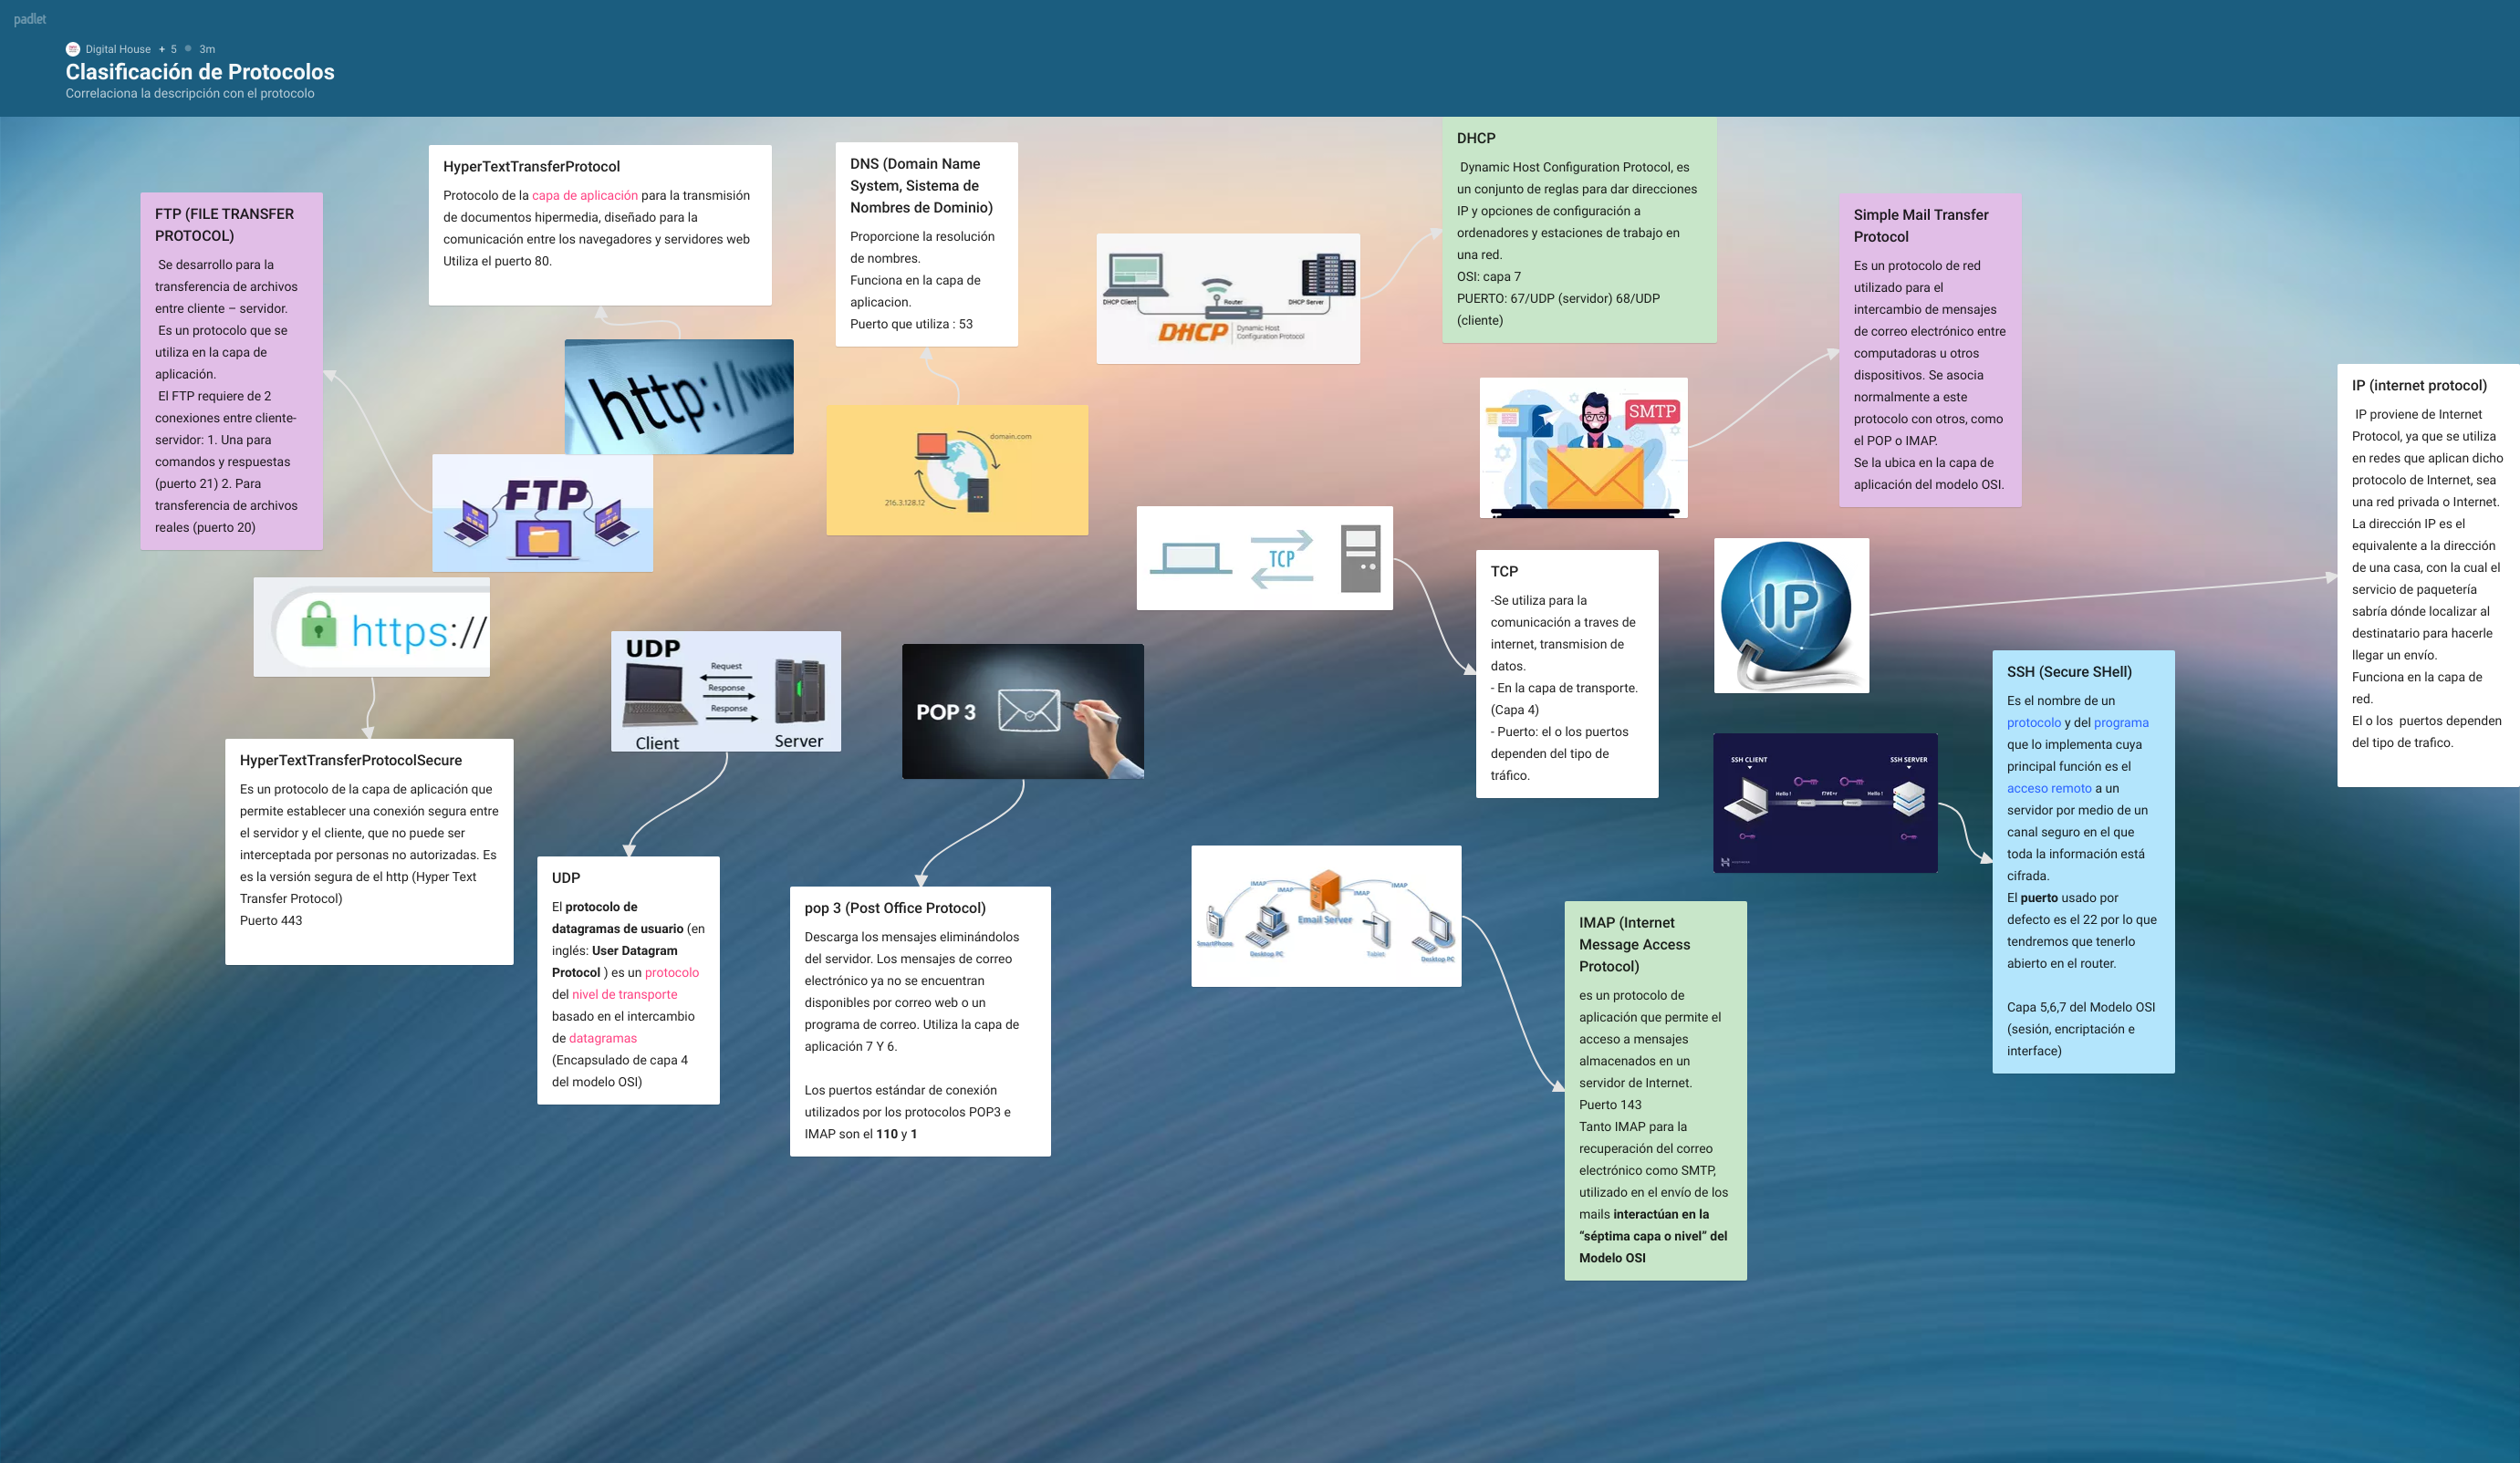 padlet
Digital House + 5 3m
Clasificación de Protocolos
Correlaciona la descripción con el protocolo
FTP (FILE TRANSFER
PROTOCOL)
Se desarrollo para la
transferencia de archivos
entre cliente – servidor.
Es un protocolo que se
utiliza en la capa de
aplicación.
El FTP requiere de 2
conexiones entre cliente-
servidor: 1. Una para
comandos y respuestas
(puerto 21) 2. Para
transferencia de archivos
reales (puerto 20)
HyperTextTransferProtocol
Protocolo de la capa de aplicación para la transmisión
de documentos hipermedia, diseñado para la
comunicación entre los navegadores y servidores web
Utiliza el puerto 80.
http://www
FTP
DNS (Domain Name
System, Sistema de
Nombres de Dominio)
Proporcione la resolución
de nombres.
Funciona en la capa de
aplicacion.
Puerto que utiliza : 53
domain.com
216.3.128.12
DHCP Client
Router
DHCP Server
DHCP
Dynamic Host
Configuration Protocol
DHCP
Dynamic Host Configuration Protocol, es
un conjunto de reglas para dar direcciones
IP y opciones de configuración a
ordenadores y estaciones de trabajo en
una red.
OSI: capa 7
PUERTO: 67/UDP (servidor) 68/UDP
(cliente)
SMTP
Simple Mail Transfer
Protocol
Es un protocolo de red
utilizado para el
intercambio de mensajes
de correo electrónico entre
computadoras u otros
dispositivos. Se asocia
normalmente a este
protocolo con otros, como
el POP o IMAP.
Se la ubica en la capa de
aplicación del modelo OSI.
IP (internet protocol)
IP proviene de Internet
Protocol, ya que se utiliza
en redes que aplican dicho
protocolo de Internet, sea
una red privada o Internet.
La dirección IP es el
equivalente a la dirección
de una casa, con la cual el
servicio de paquetería
sabría dónde localizar al
destinatario para hacerle
llegar un envío.
Funciona en la capa de
red.
El o los puertos dependen
del tipo de trafico.
https://
HyperTextTransferProtocolSecure
Es un protocolo de la capa de aplicación que
permite establecer una conexión segura entre
el servidor y el cliente, que no puede ser
interceptada por personas no autorizadas. Es
es la versión segura de el http (Hyper Text
Transfer Protocol)
Puerto 443
UDP
Request
Response
Response
Client
Server
UDP
El protocolo de
datagramas de usuario (en
inglés: User Datagram
Protocol ) es un protocolo
del nivel de transporte
basado en el intercambio
de datagramas
(Encapsulado de capa 4
del modelo OSI)
POP 3
pop 3 (Post Office Protocol)
Descarga los mensajes eliminándolos
del servidor. Los mensajes de correo
electrónico ya no se encuentran
disponibles por correo web o un
programa de correo. Utiliza la capa de
aplicación 7 Y 6.
Los puertos estándar de conexión
utilizados por los protocolos POP3 e
IMAP son el 110 y 1
TCP
TCP
-Se utiliza para la
comunicación a traves de
internet, transmision de
datos.
- En la capa de transporte.
(Capa 4)
- Puerto: el o los puertos
dependen del tipo de
tráfico.
IP
SSH CLIENT
SSH SERVER
Hello !
Hello !
SSH (Secure SHell)
Es el nombre de un
protocolo y del programa
que lo implementa cuya
principal función es el
acceso remoto a un
servidor por medio de un
canal seguro en el que
toda la información está
cifrada.
El puerto usado por
defecto es el 22 por lo que
tendremos que tenerlo
abierto en el router.
Capa 5,6,7 del Modelo OSI
(sesión, encriptación e
interface)
IMAP
IMAP
IMAP
IMAP
Email Server
SmartPhone
Desktop PC
Tablet
Desktop PC
IMAP (Internet
Message Access
Protocol)
es un protocolo de
aplicación que permite el
acceso a mensajes
almacenados en un
servidor de Internet.
Puerto 143
Tanto IMAP para la
recuperación del correo
electrónico como SMTP,
utilizado en el envío de los
mails interactúan en la
“séptima capa o nivel” del
Modelo OSI